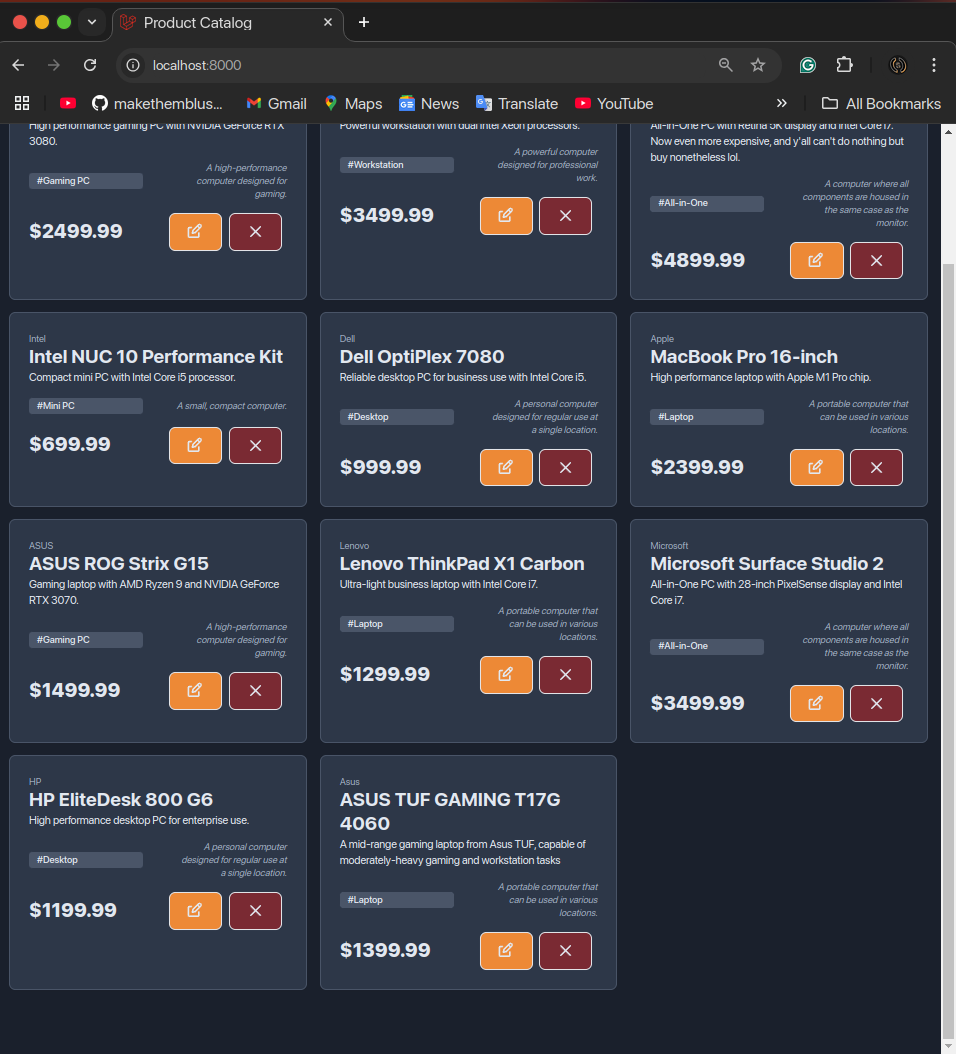 Product Catalog
localhost:8000
makethemblus...
Gmail
Maps
News
Translate
YouTube
All Bookmarks
High performance gaming PC with NVIDIA GeForce RTX
3080.
#Gaming PC
A high-performance
computer designed for
gaming.
$2499.99
Powerful workstation with dual Intel Xeon processors.
#Workstation
A powerful computer
designed for professional
work.
$3499.99
All-in-One PC with Retina 5K display and Intel Core i7.
Now even more expensive, and y'all can't do nothing but
buy nonetheless lol.
#All-in-One
A computer where all
components are housed in
the same case as the
monitor.
$4899.99
Intel
Intel NUC 10 Performance Kit
Compact mini PC with Intel Core i5 processor.
#Mini PC
A small, compact computer.
$699.99
Dell
Dell OptiPlex 7080
Reliable desktop PC for business use with Intel Core i5.
#Desktop
A personal computer
designed for regular use at
a single location.
$999.99
Apple
MacBook Pro 16-inch
High performance laptop with Apple M1 Pro chip.
#Laptop
A portable computer that
can be used in various
locations.
$2399.99
ASUS
ASUS ROG Strix G15
Gaming laptop with AMD Ryzen 9 and NVIDIA GeForce
RTX 3070.
#Gaming PC
A high-performance
computer designed for
gaming.
$1499.99
Lenovo
Lenovo ThinkPad X1 Carbon
Ultra-light business laptop with Intel Core i7.
#Laptop
A portable computer that
can be used in various
locations.
$1299.99
Microsoft
Microsoft Surface Studio 2
All-in-One PC with 28-inch PixelSense display and Intel
Core i7.
#All-in-One
A computer where all
components are housed in
the same case as the
monitor.
$3499.99
HP
HP EliteDesk 800 G6
High performance desktop PC for enterprise use.
#Desktop
A personal computer
designed for regular use at
a single location.
$1199.99
Asus
ASUS TUF GAMING T17G
4060
A mid-range gaming laptop from Asus TUF, capable of
moderately-heavy gaming and workstation tasks
#Laptop
A portable computer that
can be used in various
locations.
$1399.99